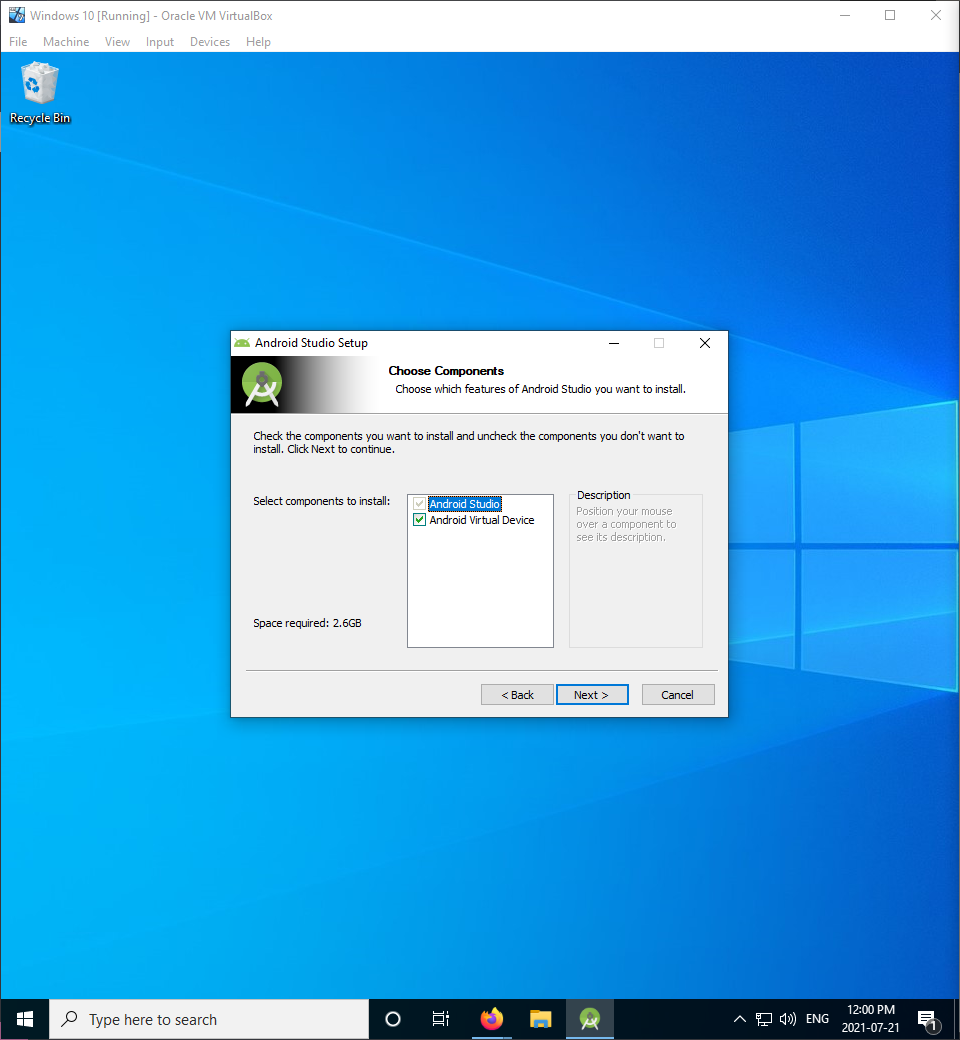 Windows 10 [Running] - Oracle VM VirtualBox
File Machine View Input Devices Help
Recycle Bin
Android Studio Setup
Choose Components
Choose which features of Android Studio you want to install.
Check the components you want to install and uncheck the components you don't want to
install. Click Next to continue.
Select components to install:
Android Studio
Android Virtual Device
Description
Position your mouse
over a component to
see its description.
Space required: 2.6GB
< Back Next > Cancel
Type here to search
ENG
12:00 PM
2021-07-21
1